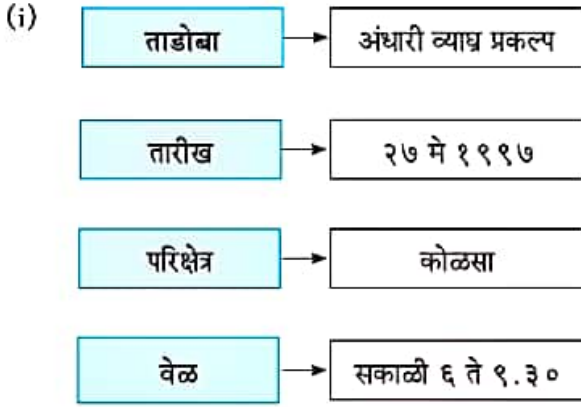 (i)
ताडोबा → अंधारी व्याघ्र प्रकल्प
तारीख → २७ मे १९९७
परिक्षेत्र → कोळसा
वेळ → सकाळी ६ ते ९.३०